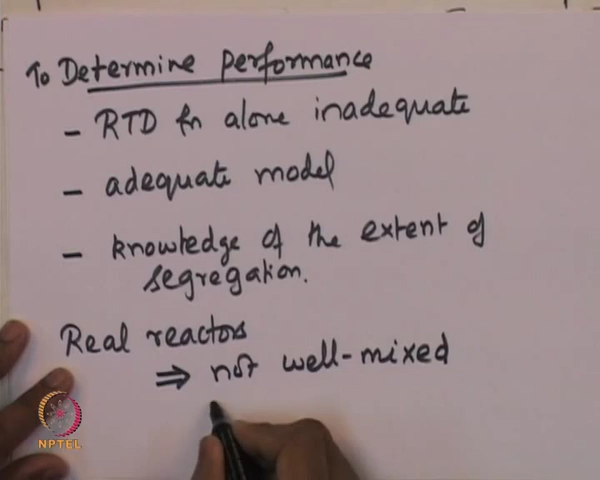 To Determine performance
- RTD fn alone inadequate
- adequate model
- knowledge of the extent of
segregation.
Real reactors
⇒ not well-mixed
NPTEL